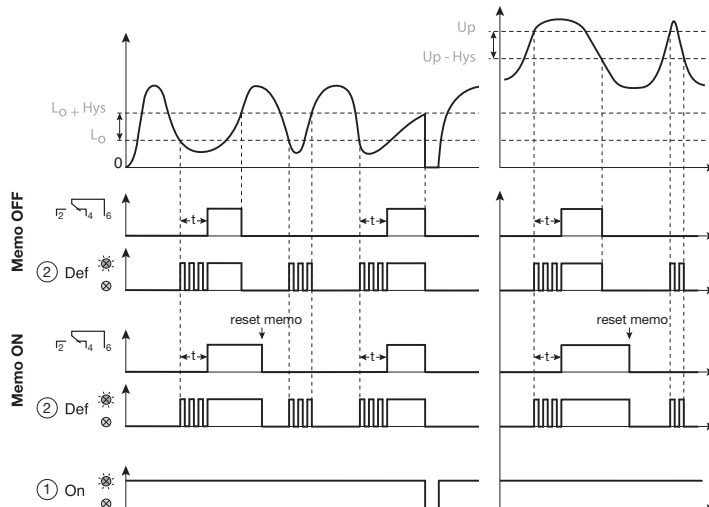 Up
Up - Hys
Lo + Hys
Lo
0
Memo OFF
2 4 6
t t t
2 Def
reset memo reset memo
Memo ON
2 4 6
t t t
2 Def
1 On